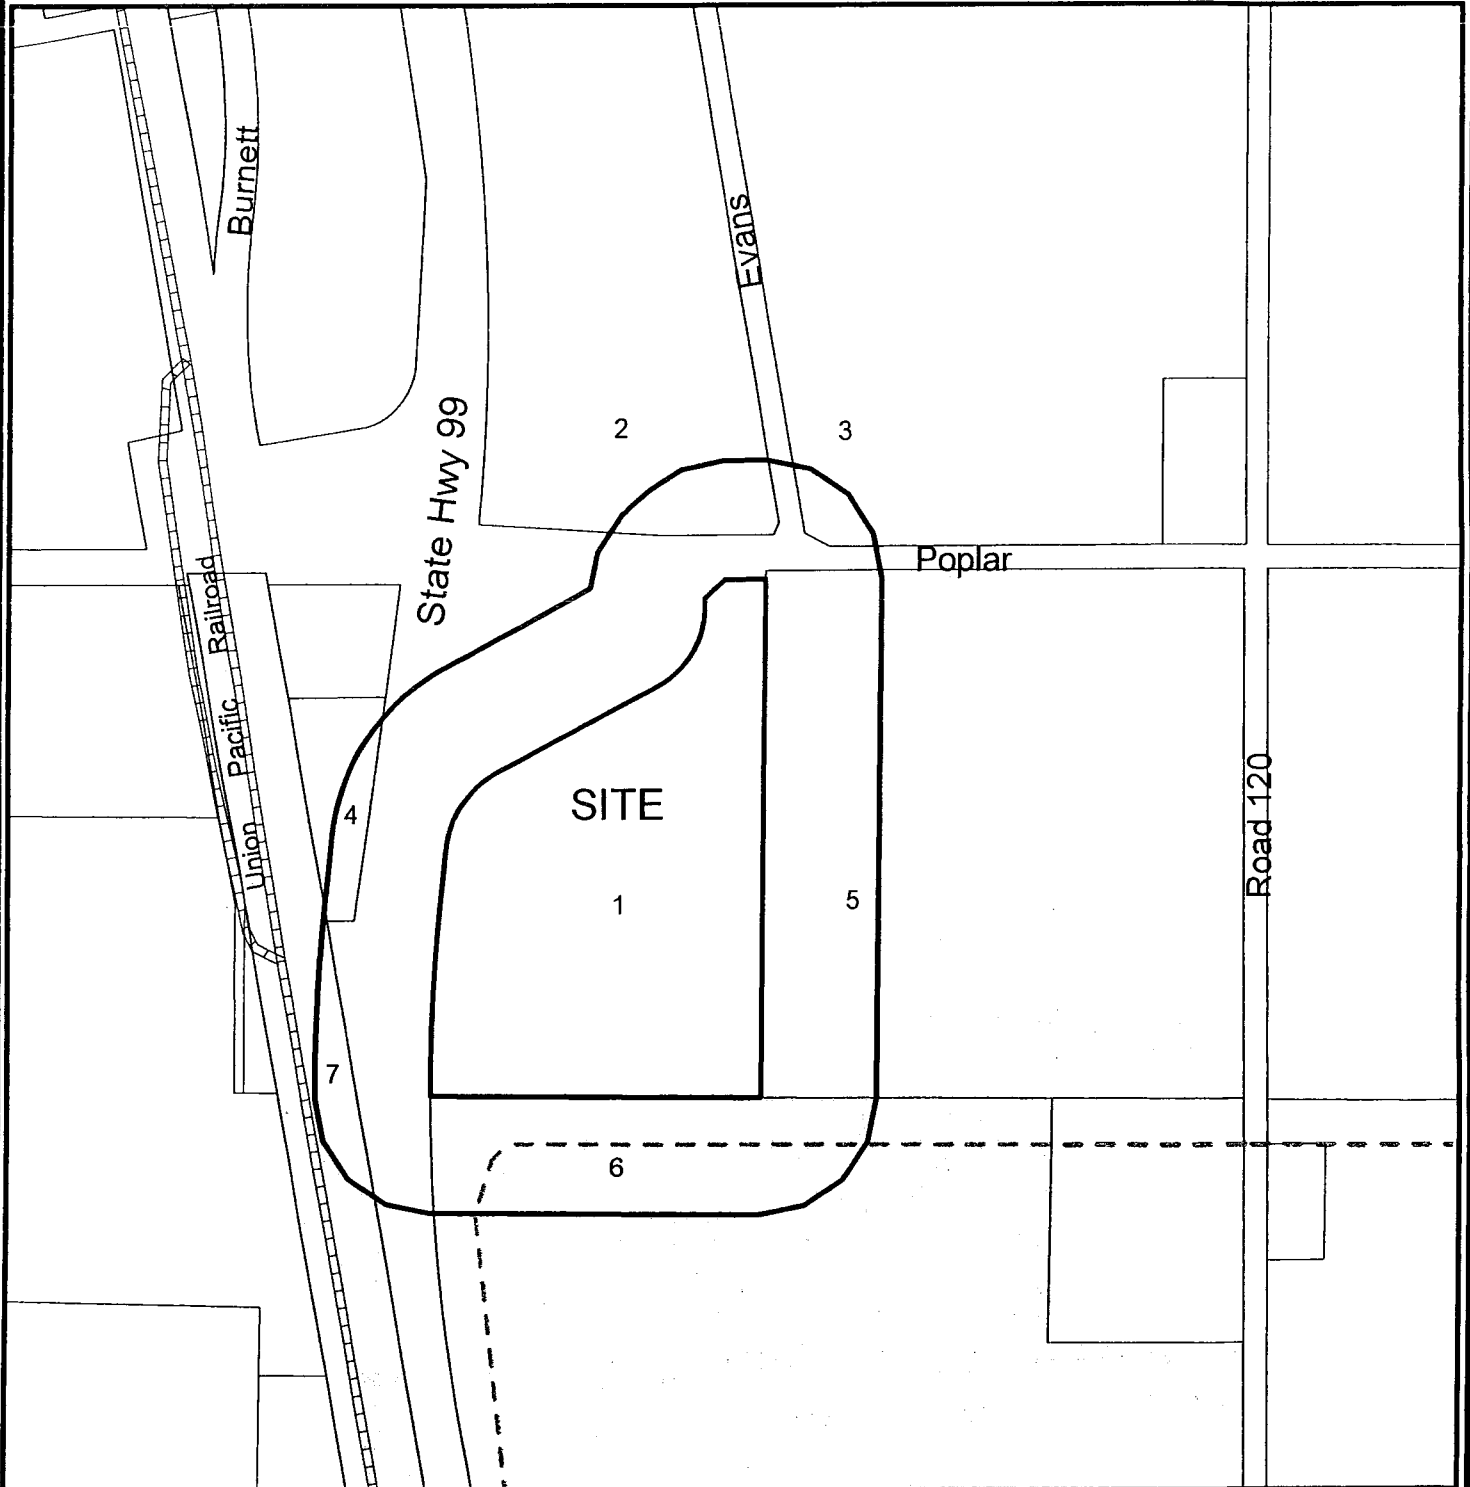 Burnett
Evans
State Hwy 99
2
3
Poplar
Union Pacific Railroad
4
SITE
1
5
Road 120
7
6